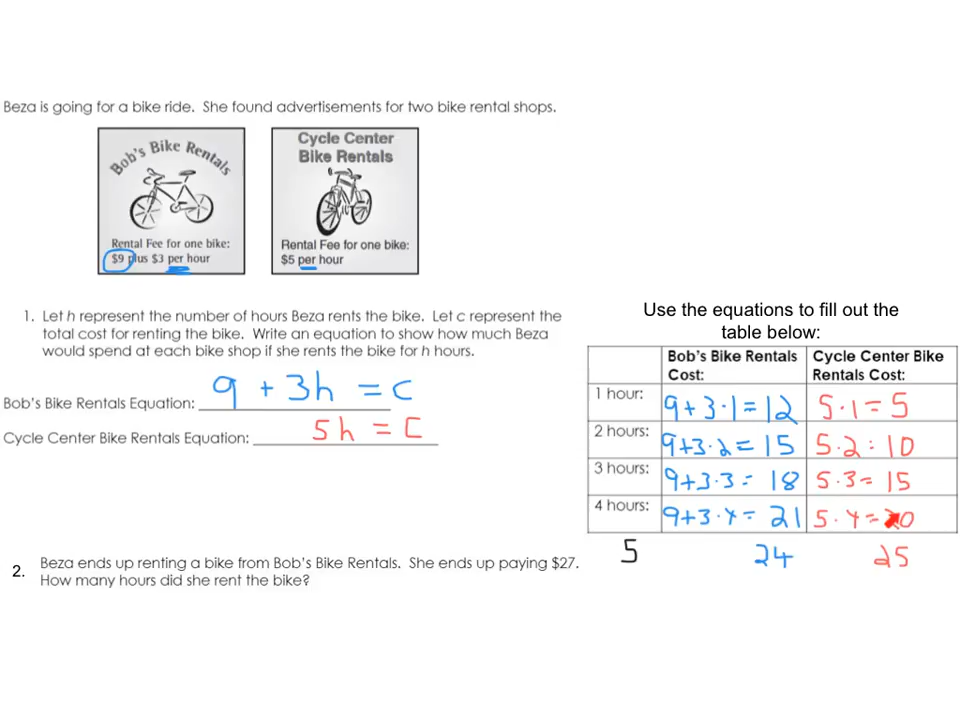 Beza is going for a bike ride. She found advertisements for two bike rental shops.
Bob's Bike Rentals
Rental Fee for one bike:
$9 plus $3 per hour
Cycle Center
Bike Rentals
Rental Fee for one bike:
$5 per hour
1. Let h represent the number of hours Beza rents the bike. Let c represent the
total cost for renting the bike. Write an equation to show how much Beza
would spend at each bike shop if she rents the bike for h hours.
Bob's Bike Rentals Equation: 9 + 3h = c
Cycle Center Bike Rentals Equation: 5h = C
Use the equations to fill out the
table below:
Bob's Bike Rentals
Cost:
Cycle Center Bike
Rentals Cost:
1 hour: 9+3·1=12 5·1=5
2 hours: 9+3·2=15 5·2=10
3 hours: 9+3·3=18 5·3=15
4 hours: 9+3·4=21 5·4=20
5 24 25
2. Beza ends up renting a bike from Bob's Bike Rentals. She ends up paying $27.
How many hours did she rent the bike?